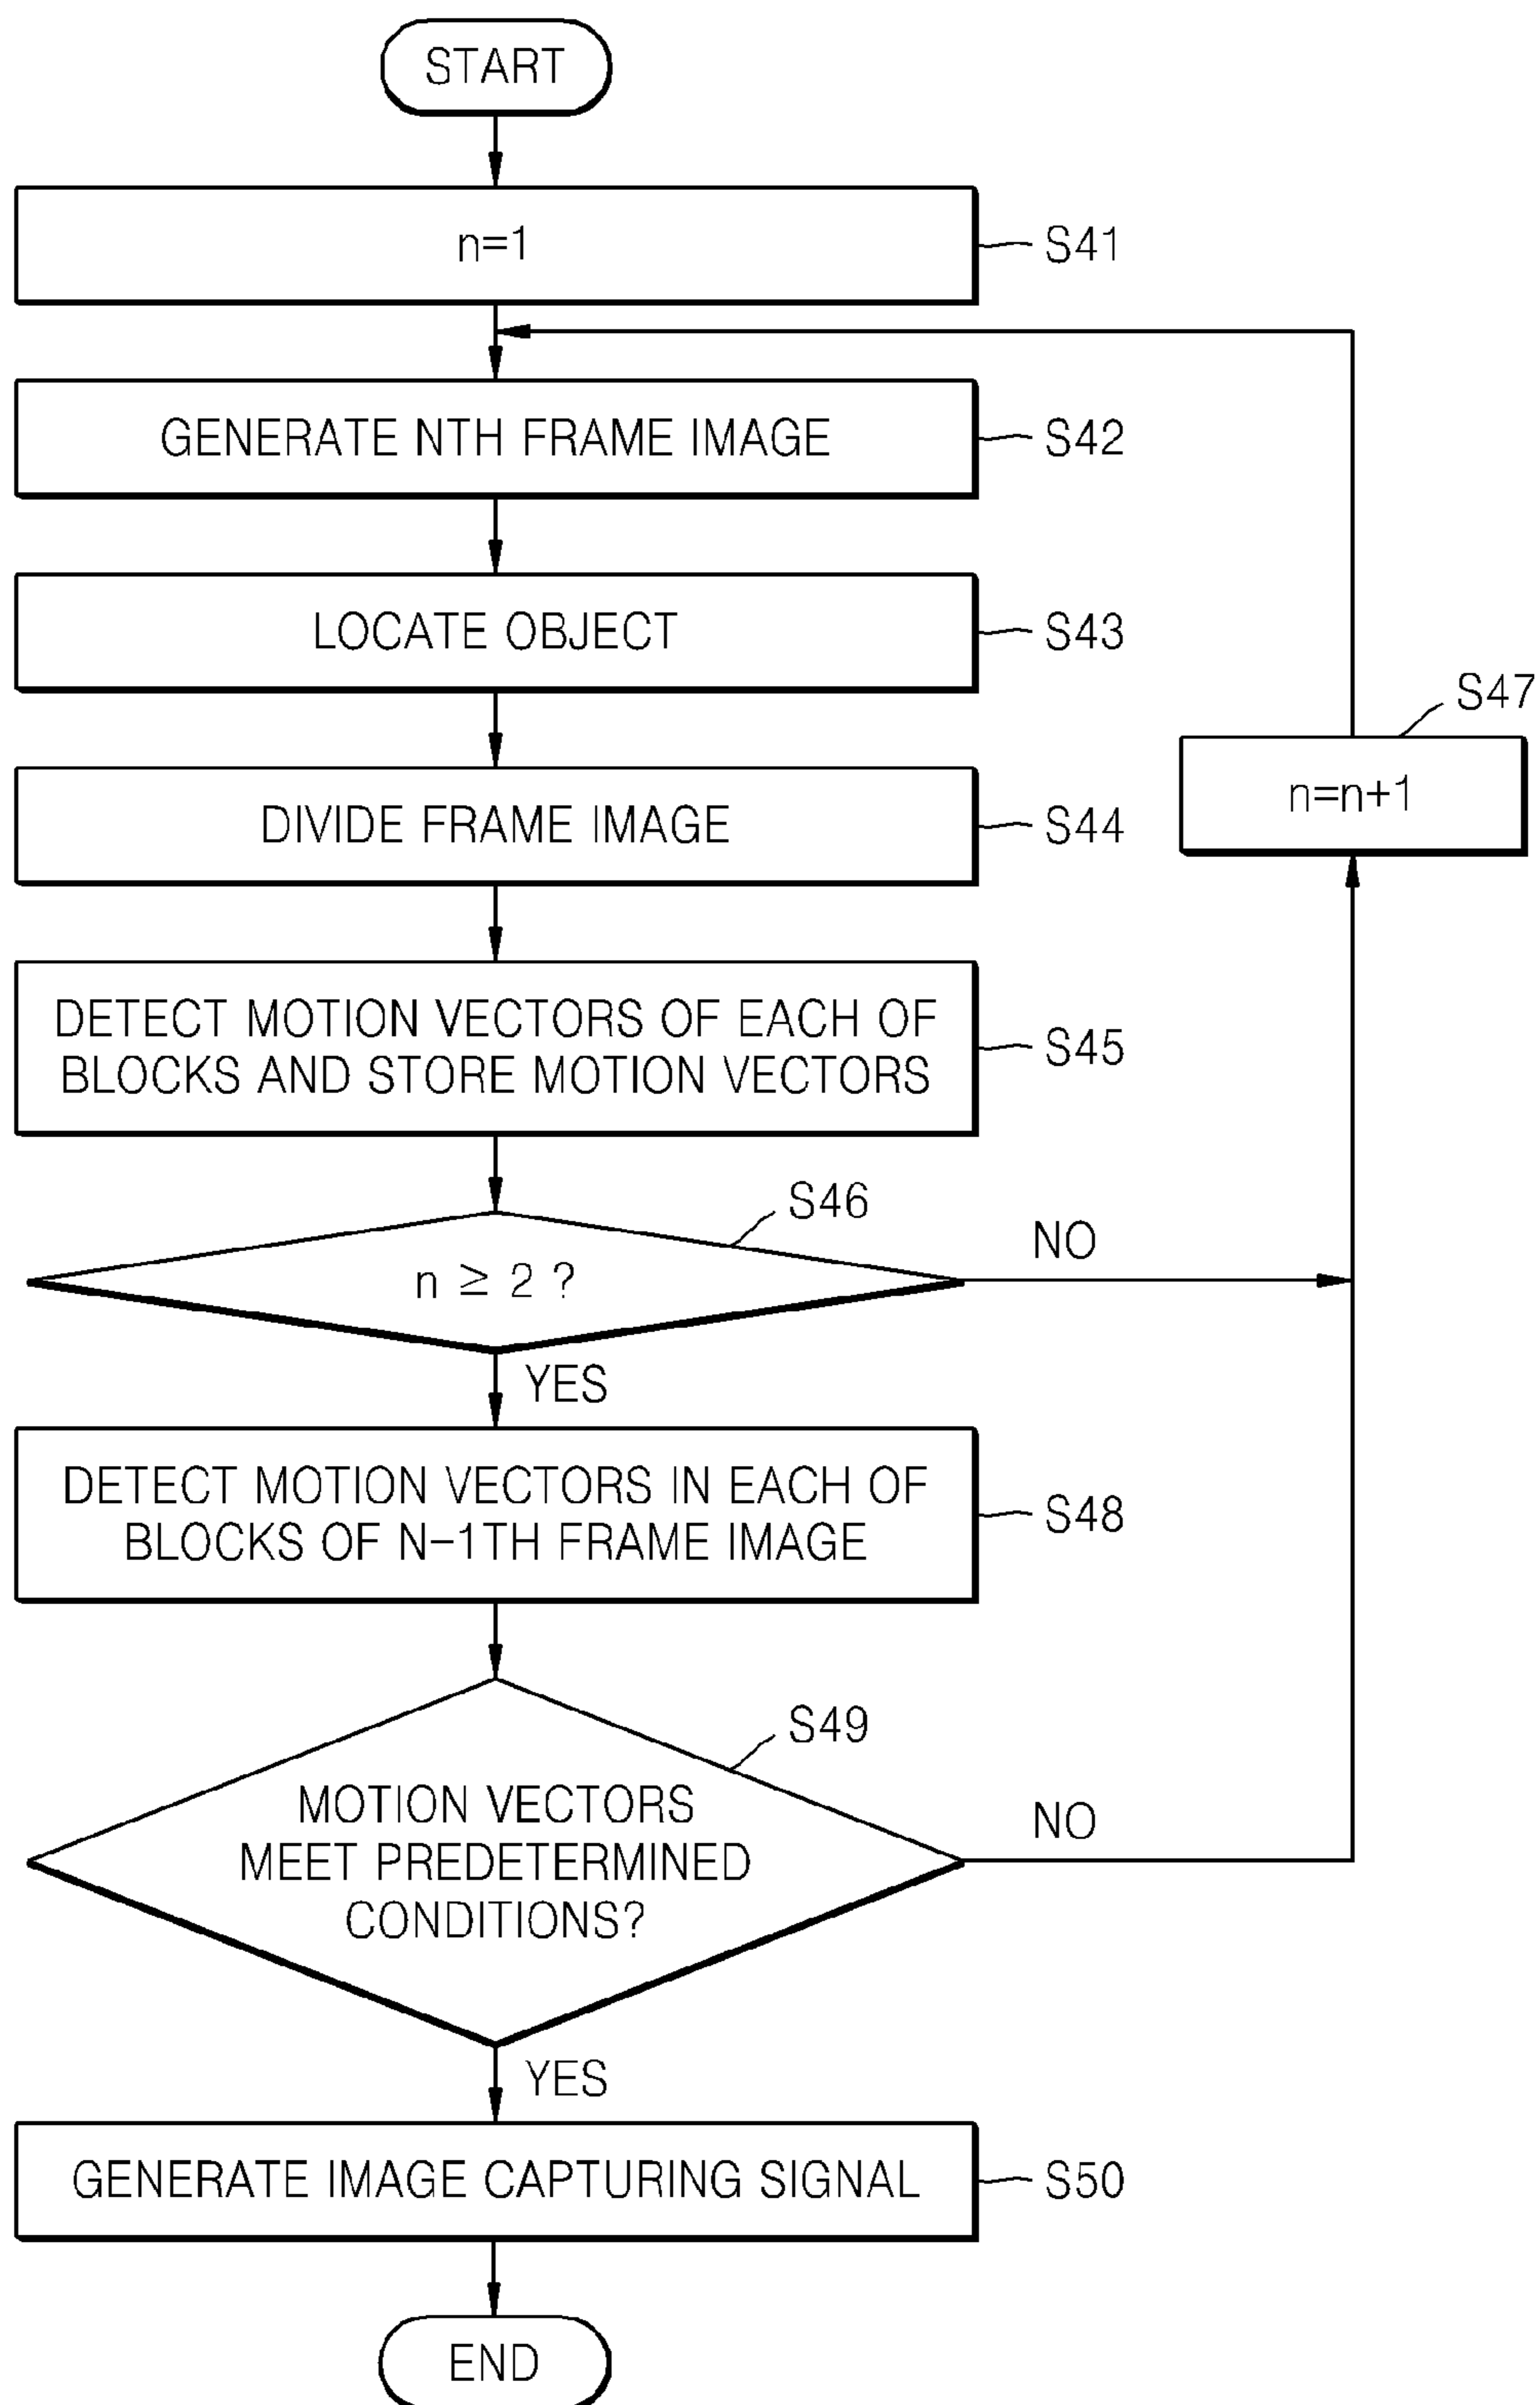 START
n=1
S41
GENERATE NTH FRAME IMAGE
S42
LOCATE OBJECT
S43
S47
n=n+1
DIVIDE FRAME IMAGE
S44
DETECT MOTION VECTORS OF EACH OF
BLOCKS AND STORE MOTION VECTORS
S45
S46
NO
n ≥ 2 ?
YES
DETECT MOTION VECTORS IN EACH OF
BLOCKS OF N–1TH FRAME IMAGE
S48
S49
MOTION VECTORS
MEET PREDETERMINED
CONDITIONS?
NO
YES
GENERATE IMAGE CAPTURING SIGNAL
S50
END